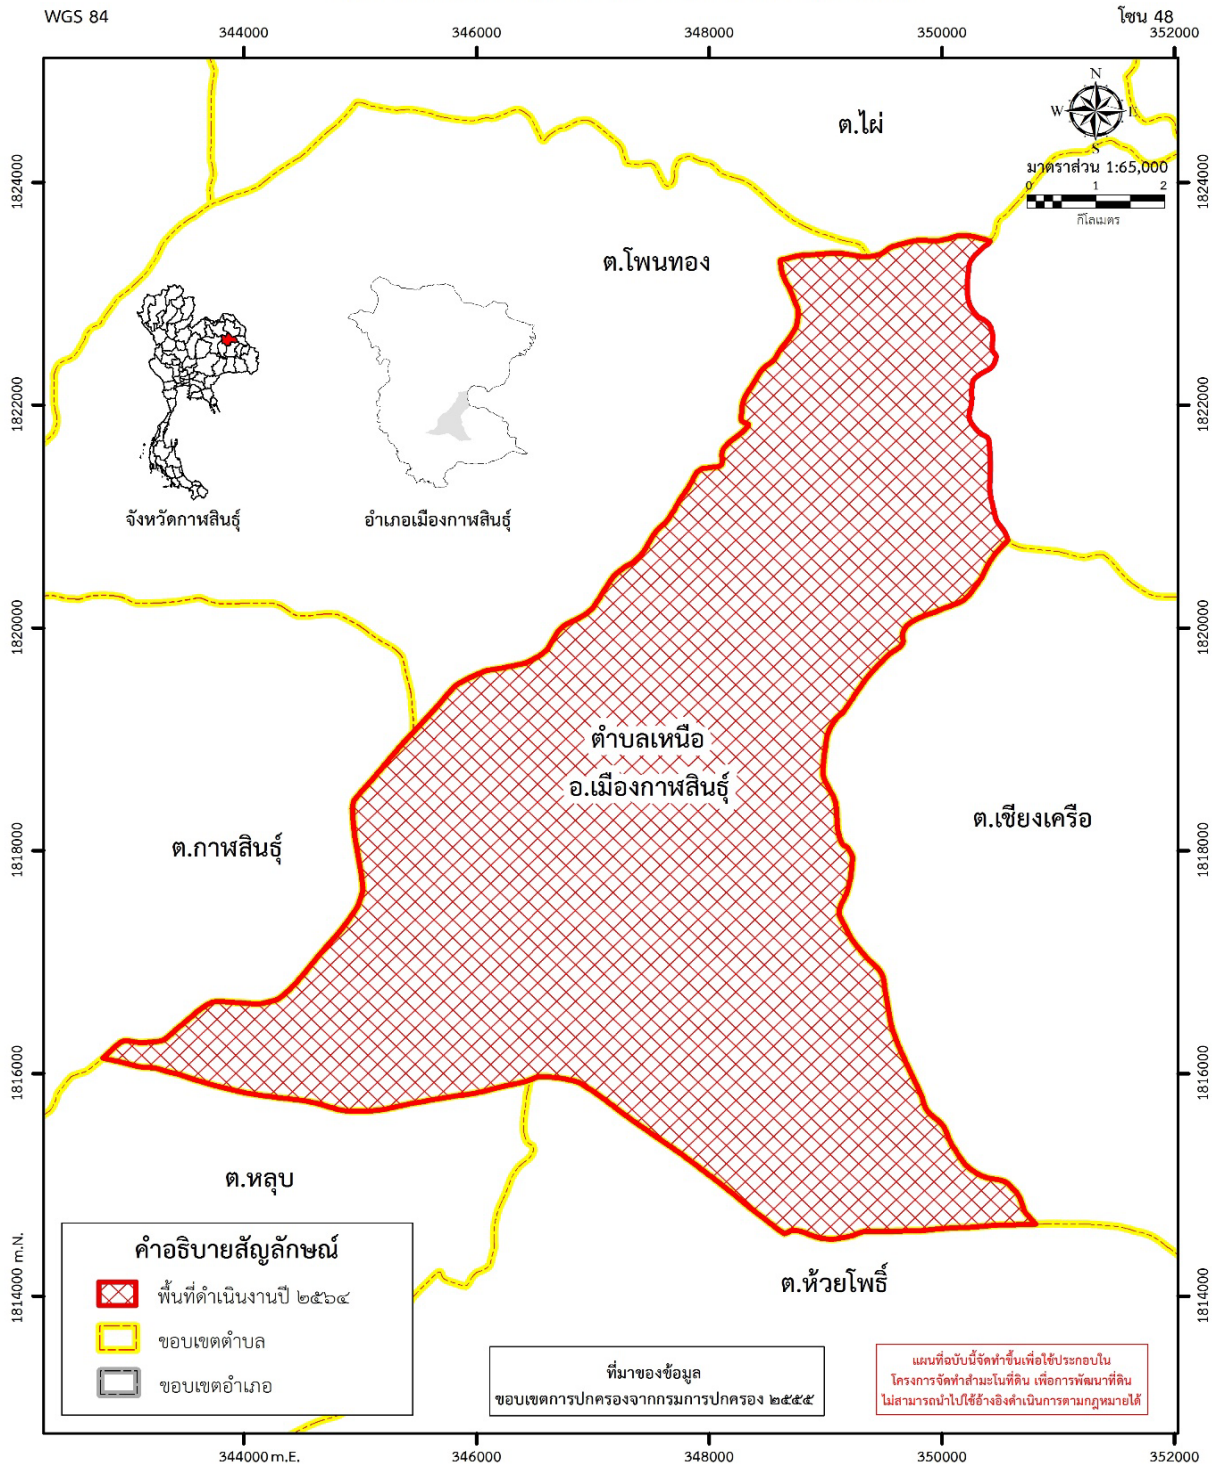 WGS 84
โซน 48
344000
346000
348000
350000
352000
N
W
E
S
มาตราส่วน 1:65,000
0 1 2
กิโลเมตร
ต.ไผ่
1824000
1824000
ต.โพนทอง
1822000
1822000
จังหวัดกาฬสินธุ์
อำเภอเมืองกาฬสินธุ์
1820000
1820000
ตำบลเหนือ
อ.เมืองกาฬสินธุ์
ต.เชียงเครือ
ต.กาฬสินธุ์
1818000
1818000
1816000
1816000
ต.หลุบ
ต.ห้วยโพธิ์
1814000 m.N.
1814000
คำอธิบายสัญลักษณ์
พื้นที่ดำเนินงานปี ๒๕๖๔
ขอบเขตตำบล
ขอบเขตอำเภอ
ที่มาของข้อมูล
ขอบเขตการปกครองจากกรมการปกครอง ๒๕๕๕
แผนที่ฉบับนี้จัดทำขึ้นเพื่อใช้ประกอบใน
โครงการจัดทำสำมะโนที่ดิน เพื่อการพัฒนาที่ดิน
ไม่สามารถนำไปใช้อ้างอิงดำเนินการตามกฎหมายได้
344000 m.E.
346000
348000
350000
352000